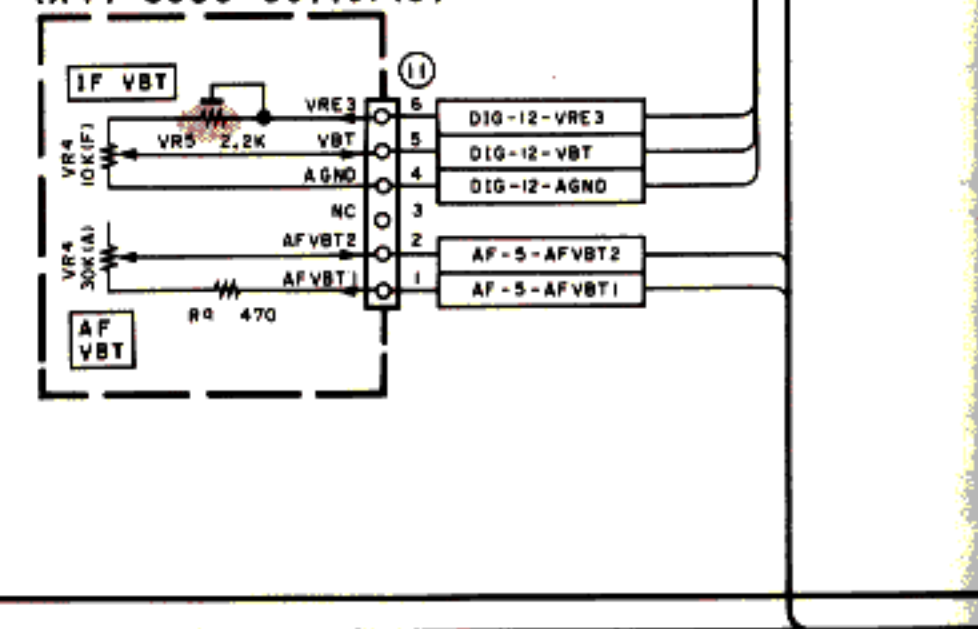 IF VBT
11
VRE3 6 DIG-12-VRE3
VR5 2.2K
VR4 10K(F)
VBT 5 DIG-12-VBT
AGND 4 DIG-12-AGND
NC 3
AFVBT2 2 AF-5-AFVBT2
VR4 30K(A)
AFVBT1 1 AF-5-AFVBT1
R9 470
AF
VBT